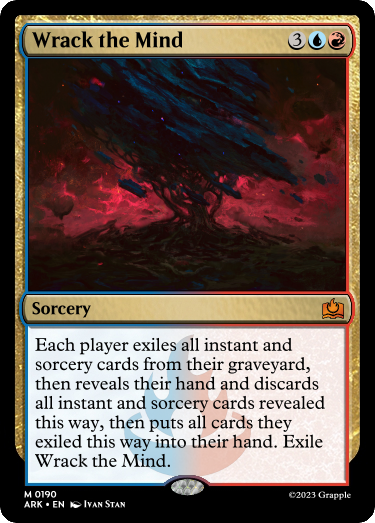 Wrack the Mind 3
Sorcery
Each player exiles all instant and
sorcery cards from their graveyard,
then reveals their hand and discards
all instant and sorcery cards revealed
this way, then puts all cards they
exiled this way into their hand. Exile
Wrack the Mind.
M 0190
ARK • EN Ivan Stan
©2023 Grapple